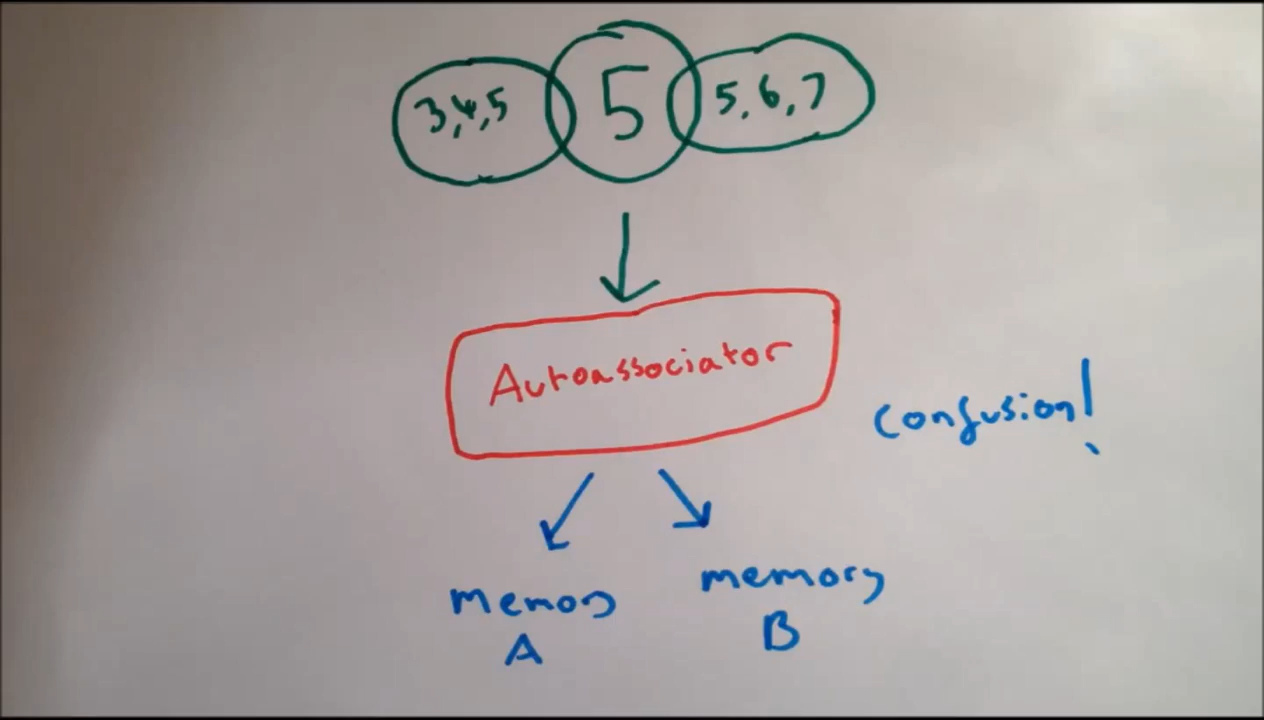 3,4,5
5
5,6,7
Autoassociator
Confusion!
Memory
A
memory
B